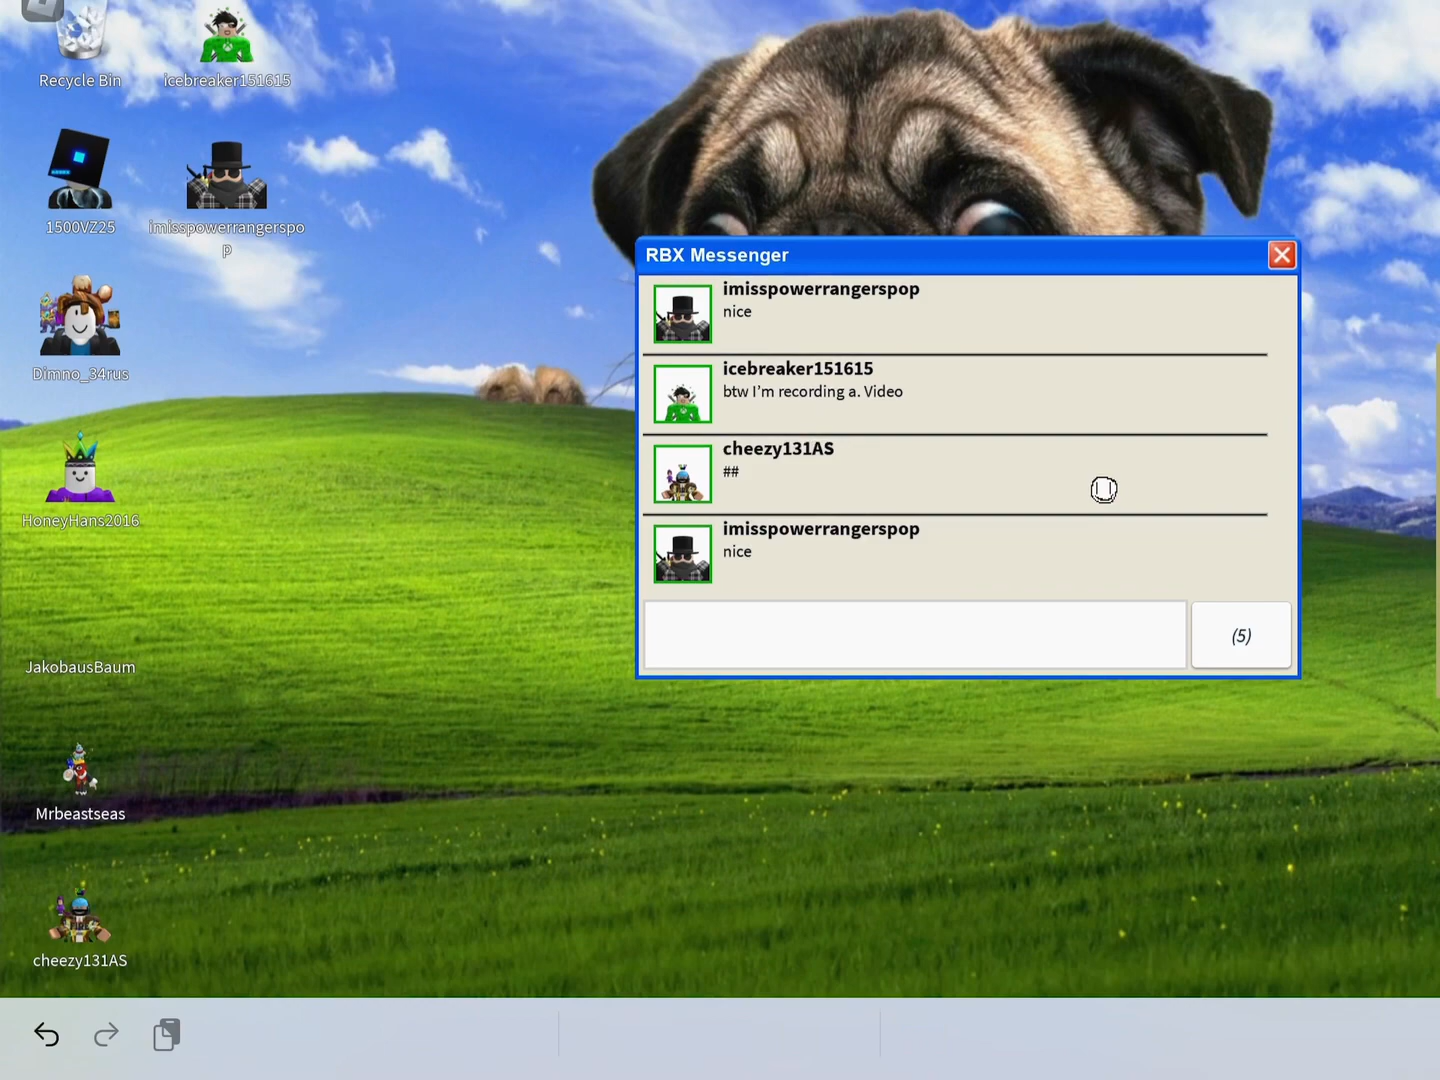 Recycle Bin
icebreaker151615
1500VZ25
imisspowerrangerspo
p
Dimno_34rus
HoneyHans2016
JakobausBaum
Mrbeastseas
cheezy131AS
RBX Messenger
imisspowerrangerspop
nice
icebreaker151615
btw I'm recording a. Video
cheezy131AS
##
imisspowerrangerspop
nice
(5)